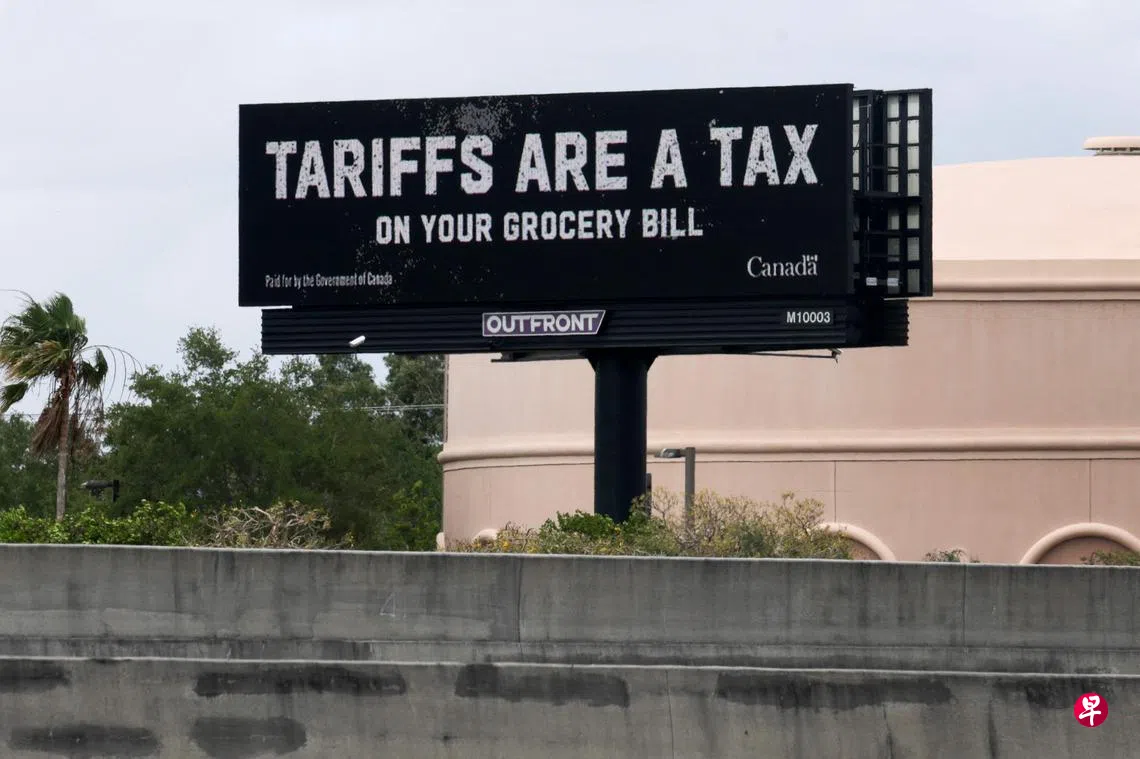 TARIFFS ARE A TAX
ON YOUR GROCERY BILL
Paid for by the Government of Canada
Canada
OUTFRONT
M10003
早